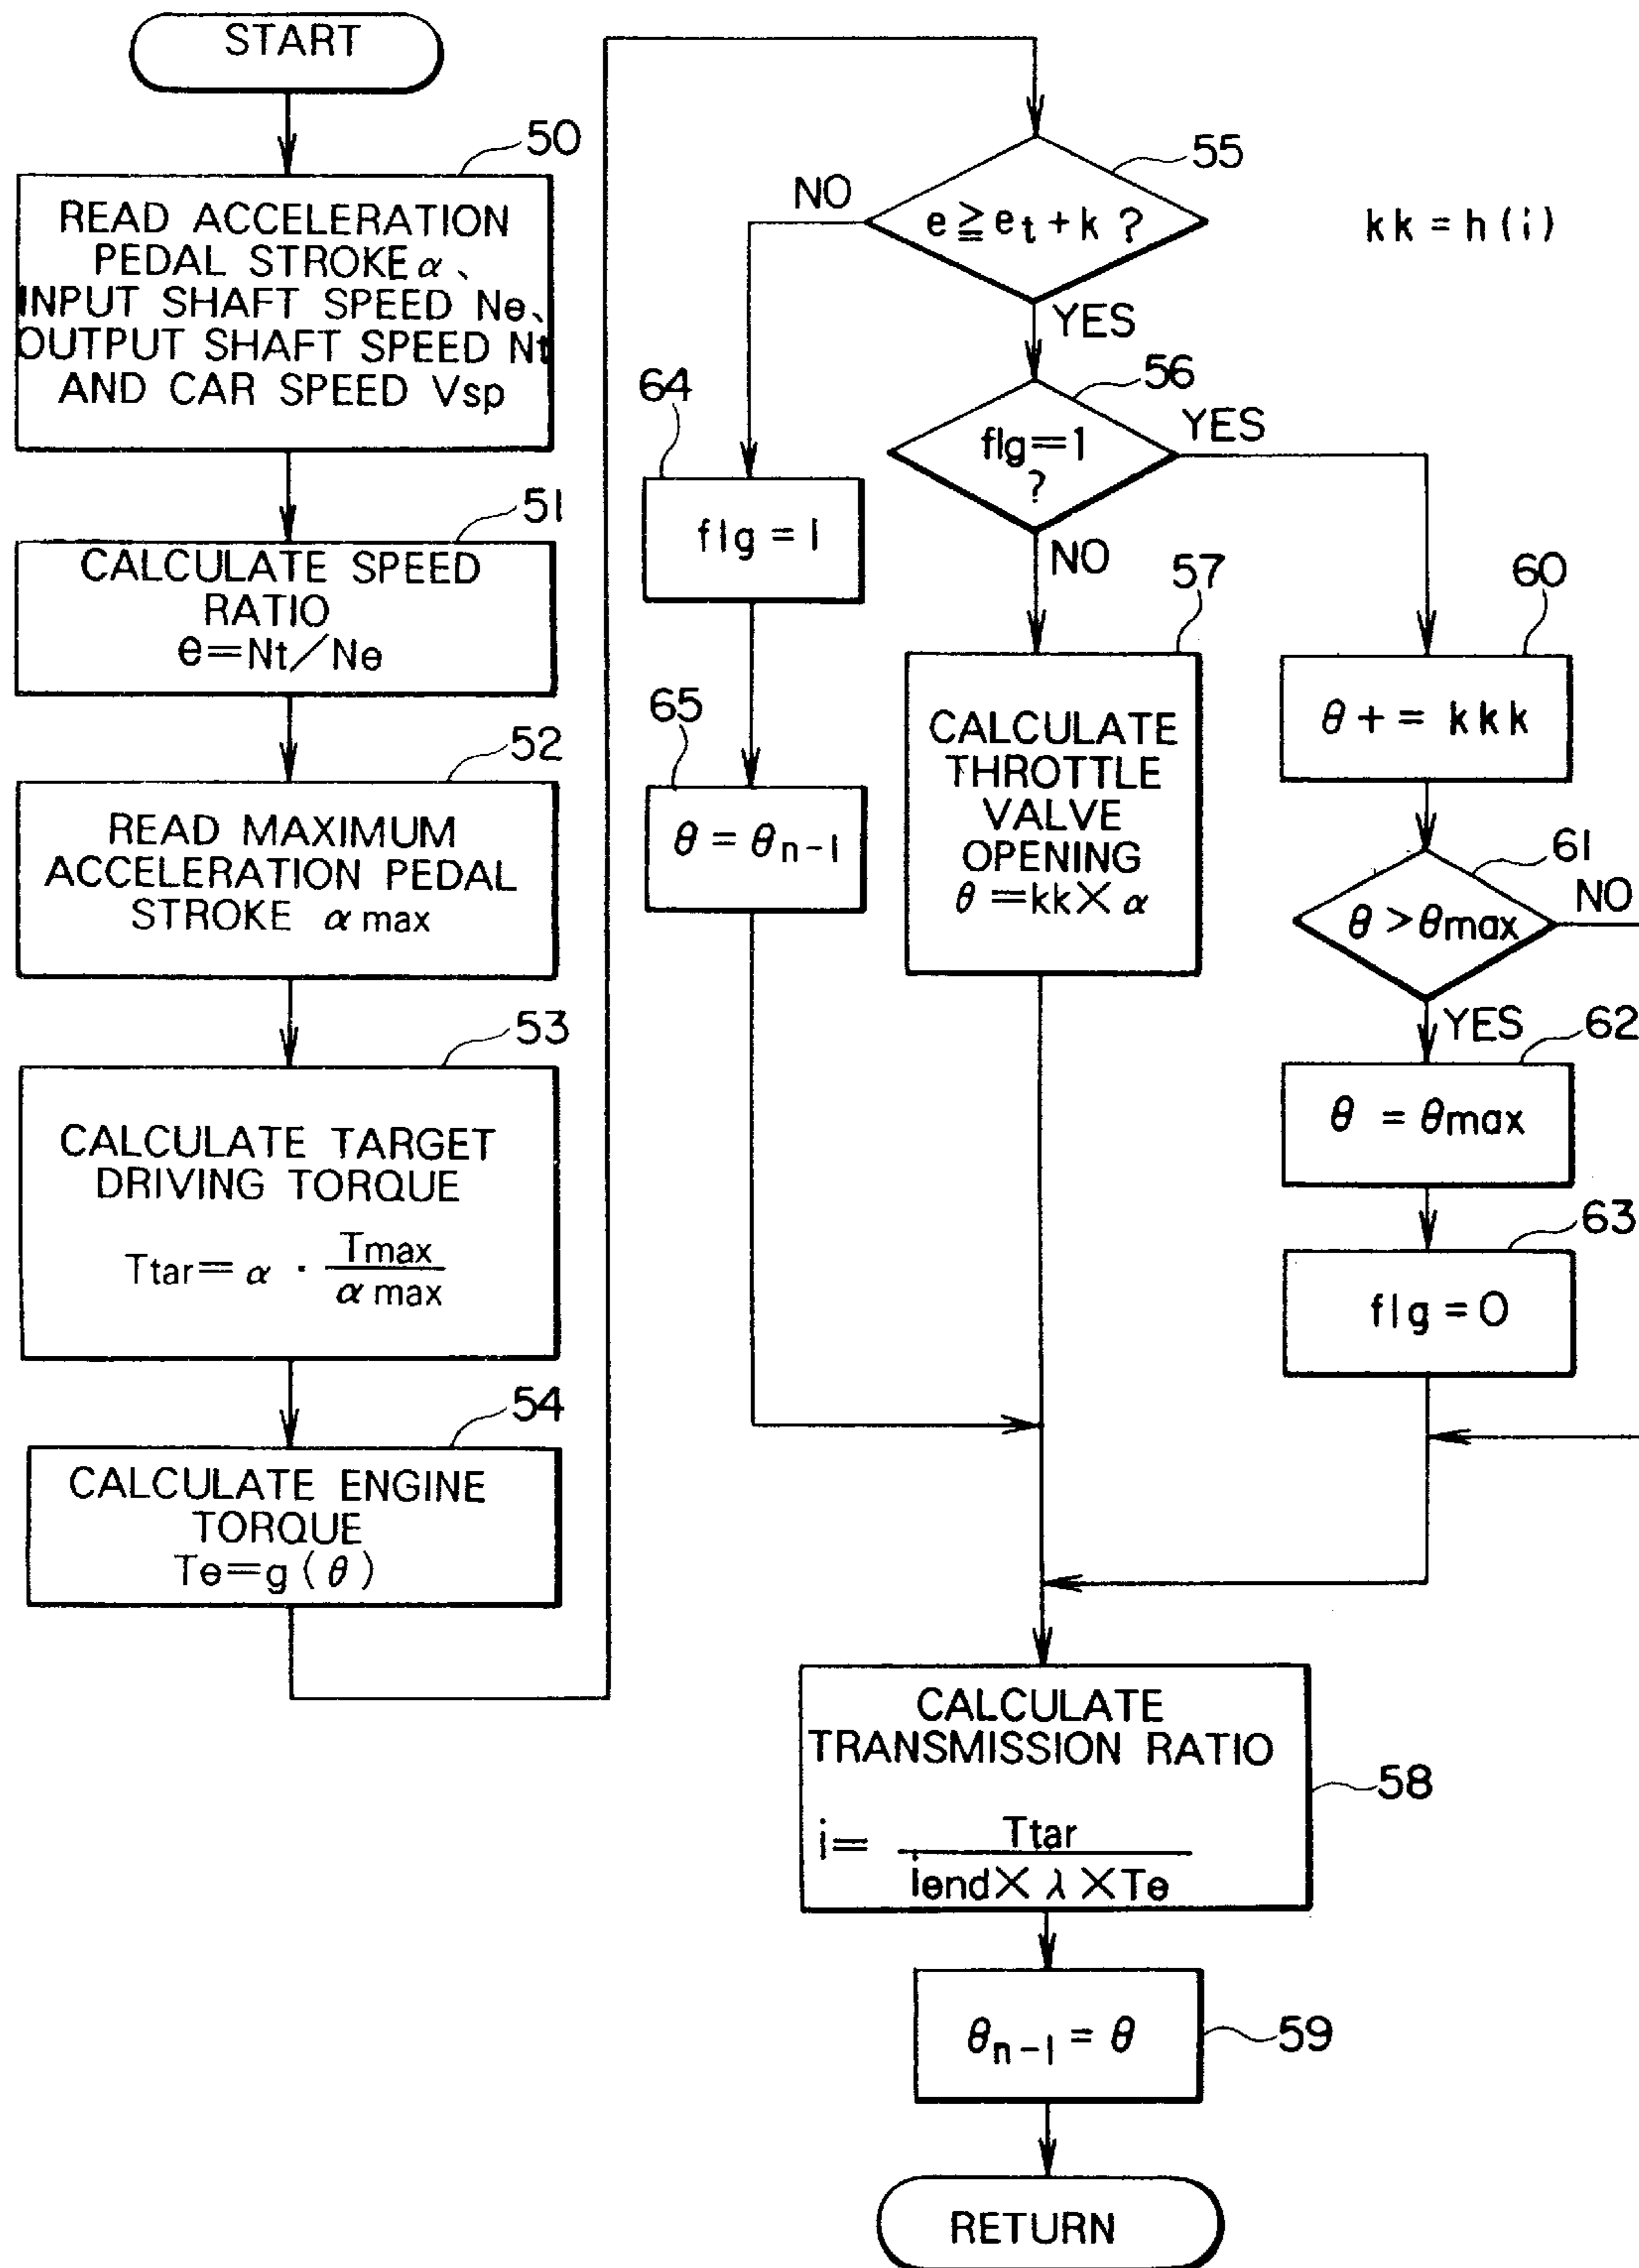 START
50
READ ACCELERATION
PEDAL STROKE α、
INPUT SHAFT SPEED Ne、
OUTPUT SHAFT SPEED Nt
AND CAR SPEED Vsp
51
CALCULATE SPEED
RATIO
e=Nt/Ne
52
READ MAXIMUM
ACCELERATION PEDAL
STROKE α max
53
CALCULATE TARGET
DRIVING TORQUE
Ttar= α · Tmax / α max
54
CALCULATE ENGINE
TORQUE
Te=g (θ)
55
e ≧ et + k ?
NO
YES
kk = h (i)
56
flg=1
?
YES
NO
64
flg = 1
65
θ = θn-1
57
CALCULATE
THROTTLE
VALVE
OPENING
θ =kk× α
60
θ + = kkk
61
θ > θmax
NO
YES
62
θ = θmax
63
flg = 0
58
CALCULATE
TRANSMISSION RATIO
i= Ttar / iend× λ ×Te
59
θn-1 = θ
RETURN